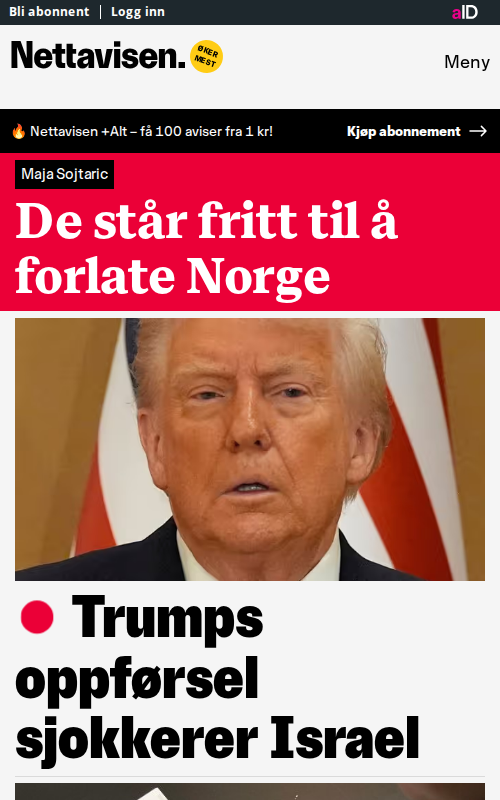 Bli abonnent | Logg inn
aID
Nettavisen.
ØKER
MEST
Meny
Nettavisen +Alt – få 100 aviser fra 1 kr!
Kjøp abonnement →
Maja Sojtaric
De står fritt til å
forlate Norge
Trumps
oppførsel
sjokkerer Israel